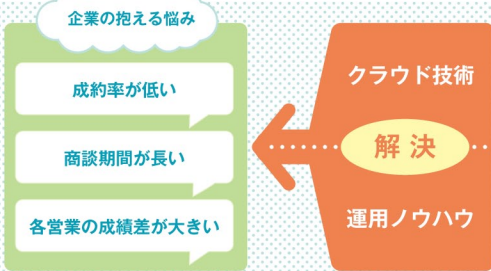 企業の抱える悩み
成約率が低い
商談期間が長い
各営業の成績差が大きい
クラウド技術
解決
運用ノウハウ